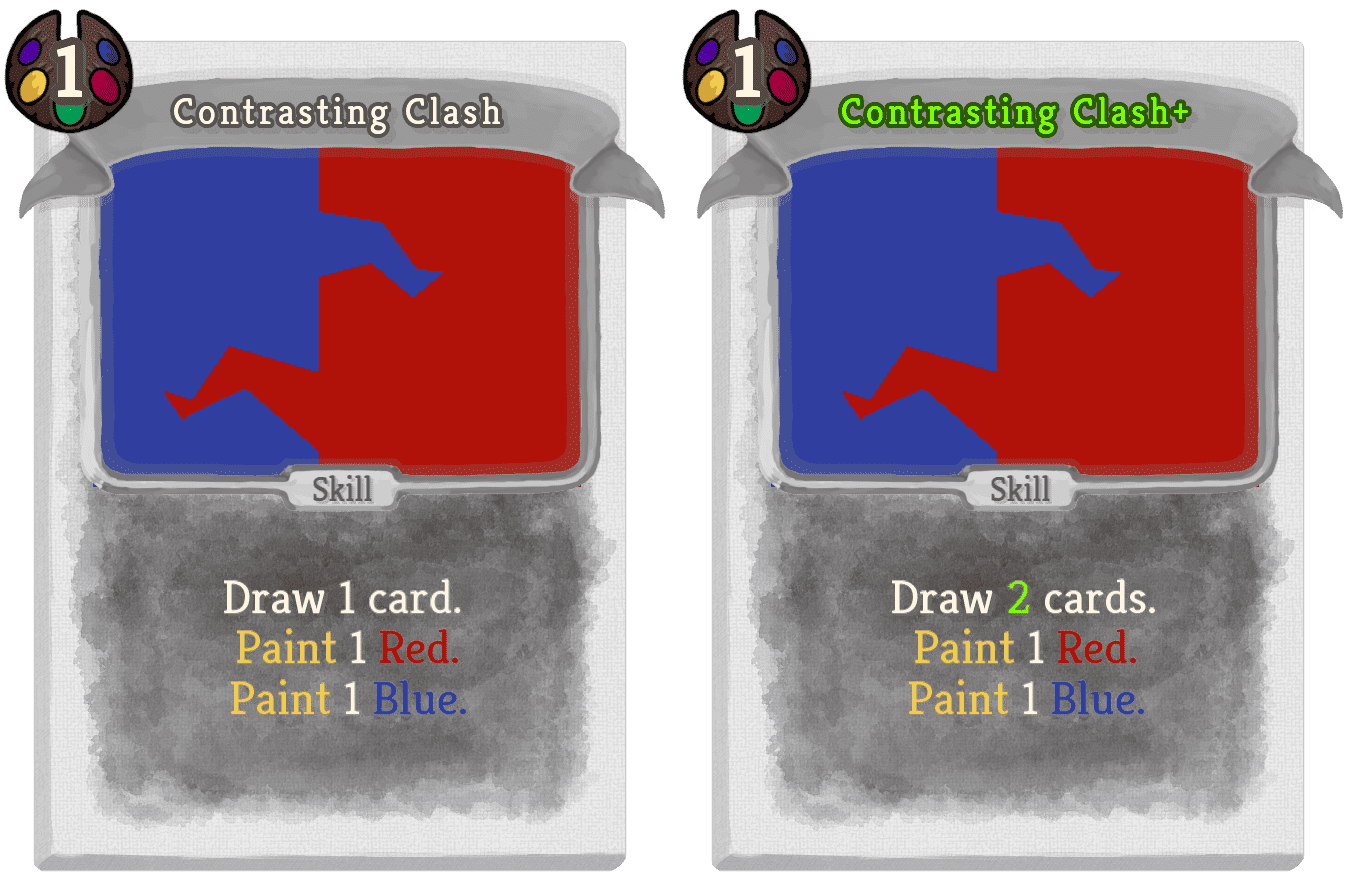 1
Contrasting Clash
Skill
Draw 1 card.
Paint 1 Red.
Paint 1 Blue.
1
Contrasting Clash+
Skill
Draw 2 cards.
Paint 1 Red.
Paint 1 Blue.